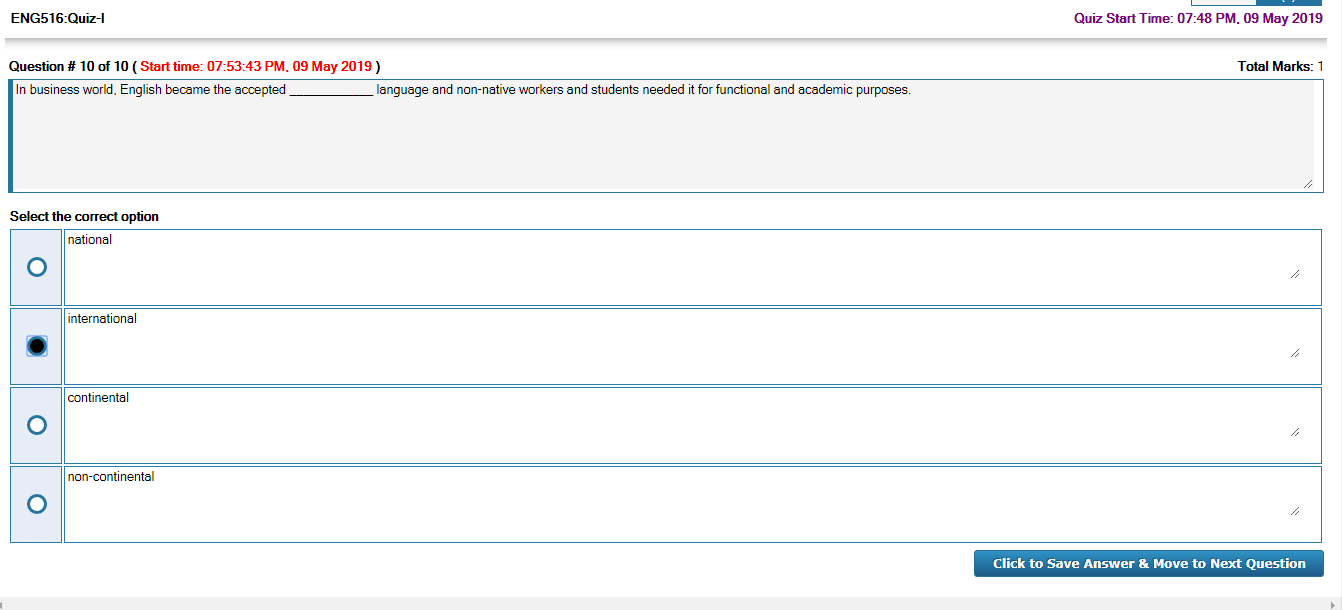 ENG516:Quiz-I
Quiz Start Time: 07:48 PM, 09 May 2019
Question # 10 of 10 ( Start time: 07:53:43 PM, 09 May 2019 )
Total Marks: 1
In business world, English became the accepted ____________ language and non-native workers and students needed it for functional and academic purposes.
Select the correct option
national
international
continental
non-continental
Click to Save Answer & Move to Next Question